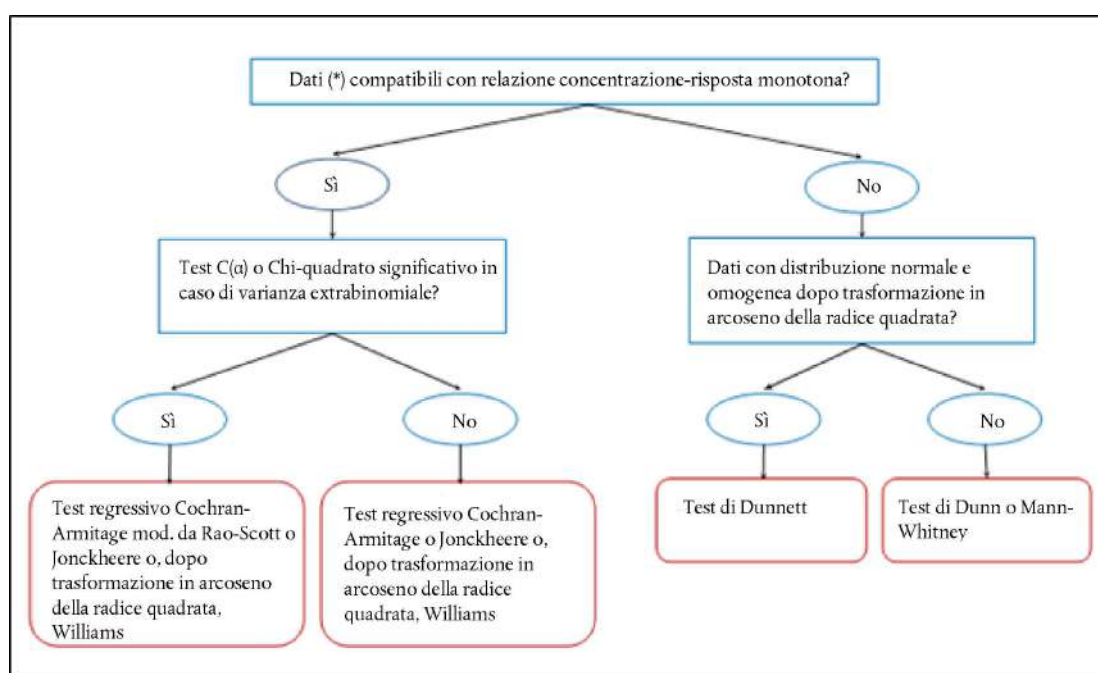 Dati (*) compatibili con relazione concentrazione-risposta monotona?
Sì
No
Test C(α) o Chi-quadrato significativo in
caso di varianza extrabinomiale?
Dati con distribuzione normale e
omogenea dopo trasformazione in
arcoseno della radice quadrata?
Sì
No
Sì
No
Test regressivo Cochran-
Armitage mod. da Rao-Scott o
Jonckheere o, dopo
trasformazione in arcoseno
della radice quadrata,
Williams
Test regressivo Cochran-
Armitage o Jonckheere o,
dopo trasformazione in
arcoseno della radice
quadrata, Williams
Test di Dunnett
Test di Dunn o Mann-
Whitney